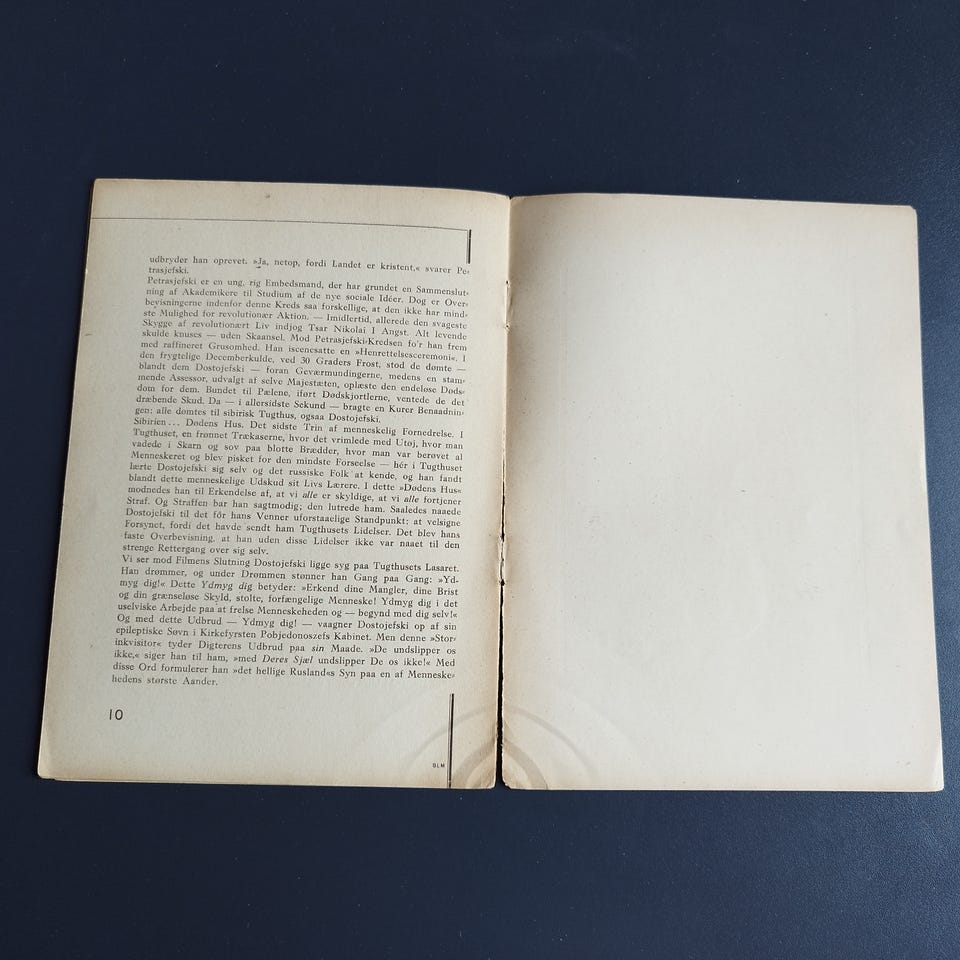 udbryder han oprevet. »Ja, netop, fordi Landet er kristent,« svarer Pe-
trasjefski.
Petrasjefski er en ung, rig Embedsmand, der har grundet en Sammenslut-
ning af Akademikere til Studium af de nye sociale Idéer. Dog er Over-
bevisningerne indenfor denne Kreds saa forskellige, at den ikke har mind-
ste Mulighed for revolutionær Aktion. — Imidlertid, allerede den svageste
Skygge af revolutionært Liv indjog Tsar Nikolai I Angst. Alt levende
skulde knuses — uden Skaansel. Mod Petrasjefski-Kredsen fo'r han frem
med raffineret Grusomhed. Han iscenesatte en »Henrettelsesceremoni«. I
den frygtelige Decemberkulde, ved 30 Graders Frost, stod de dømte —
blandt dem Dostojefski — foran Geværmundingerne, medens en stam-
mende Assessor, udvalgt af selve Majestæten, oplæste den endeløse Døds-
dom for dem. Bundet til Pælene, iført Dødskjortlerne, ventede de det
dræbende Skud. Da — i allersidste Sekund — bragte en Kurer Benaadnin-
gen: alle dømtes til sibirisk Tugthus, ogsaa Dostojefski.
Sibirien ... Dødens Hus. Det sidste Trin af menneskelig Fornedrelse. I
Tugthuset, en frønnet Trækaserne, hvor det vrimlede med Utøj, hvor man
vadede i Skarn og sov paa blotte Brædder, hvor man var berøvet al
Menneskeret og blev pisket for den mindste Forseelse — hér i Tugthuset
lærte Dostojefski sig selv og det russiske Folk at kende, og han fandt
blandt dette menneskelige Udskud sit Livs Lærere. I dette »Dødens Hus«
modnedes han til Erkendelse af, at vi alle er skyldige, at vi alle fortjener
Straf. Og Straffen bar han sagtmodig; den lutrede ham. Saaledes naaede
Dostojefski til det for hans Venner uforstaaelige Standpunkt: at velsigne
Forsynet, fordi det havde sendt ham Tugthusets Lidelser. Det blev hans
faste Overbevisning, at han uden disse Lidelser ikke var naaet til den
strenge Rettergang over sig selv.
Vi ser mod Filmens Slutning Dostojefski ligge syg paa Tugthusets Lasaret.
Han drømmer, og under Drømmen stønner han Gang paa Gang: »Yd-
myg dig!« Dette Ydmyg dig betyder: »Erkend dine Mangler, dine Brist
og din grænseløse Skyld, stolte, forfængelige Menneske! Ydmyg dig i det
uselviske Arbejde paa at frelse Menneskeheden og — begynd med dig selv!«
Og med dette Udbrud — Ydmyg dig! — vaagner Dostojefski op af sin
epileptiske Søvn i Kirkefyrsten Pobjedonoszefs Kabinet. Men denne »Stor-
inkvisitor« tyder Digterens Udbrud paa sin Maade. »De undslipper os
ikke,« siger han til ham, »med Deres Sjæl undslipper De os ikke!« Med
disse Ord formulerer han »det hellige Rusland«s Syn paa en af Menneske-
hedens største Aander.
10
SLM